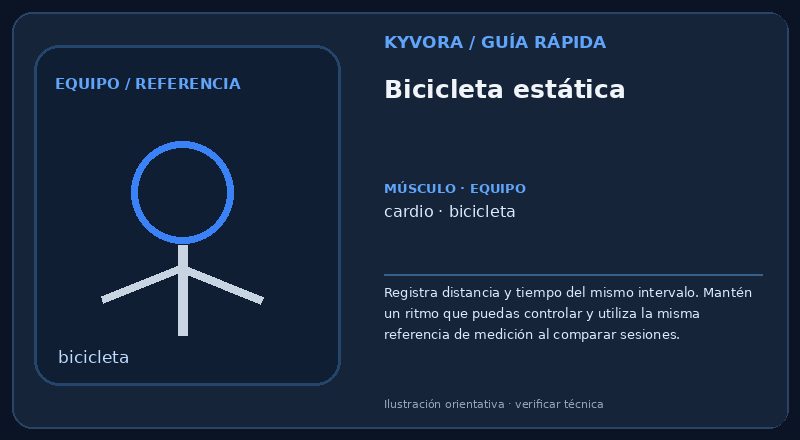 EQUIPO / REFERENCIA
bicicleta
KYVORA / GUÍA RÁPIDA
Bicicleta estática
MÚSCULO · EQUIPO
cardio · bicicleta
Registra distancia y tiempo del mismo intervalo. Mantén
un ritmo que puedas controlar y utiliza la misma
referencia de medición al comparar sesiones.
Ilustración orientativa · verificar técnica